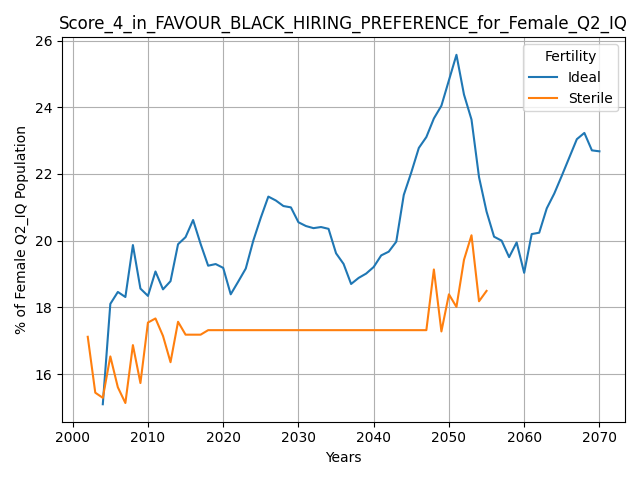 Score_4_in_FAVOUR_BLACK_HIRING_PREFERENCE_for_Female_Q2_IQ
26
24
22
20
18
16
% of Female Q2_IQ Population
Fertility
Ideal
Sterile
2000 2010 2020 2030 2040 2050 2060 2070
Years